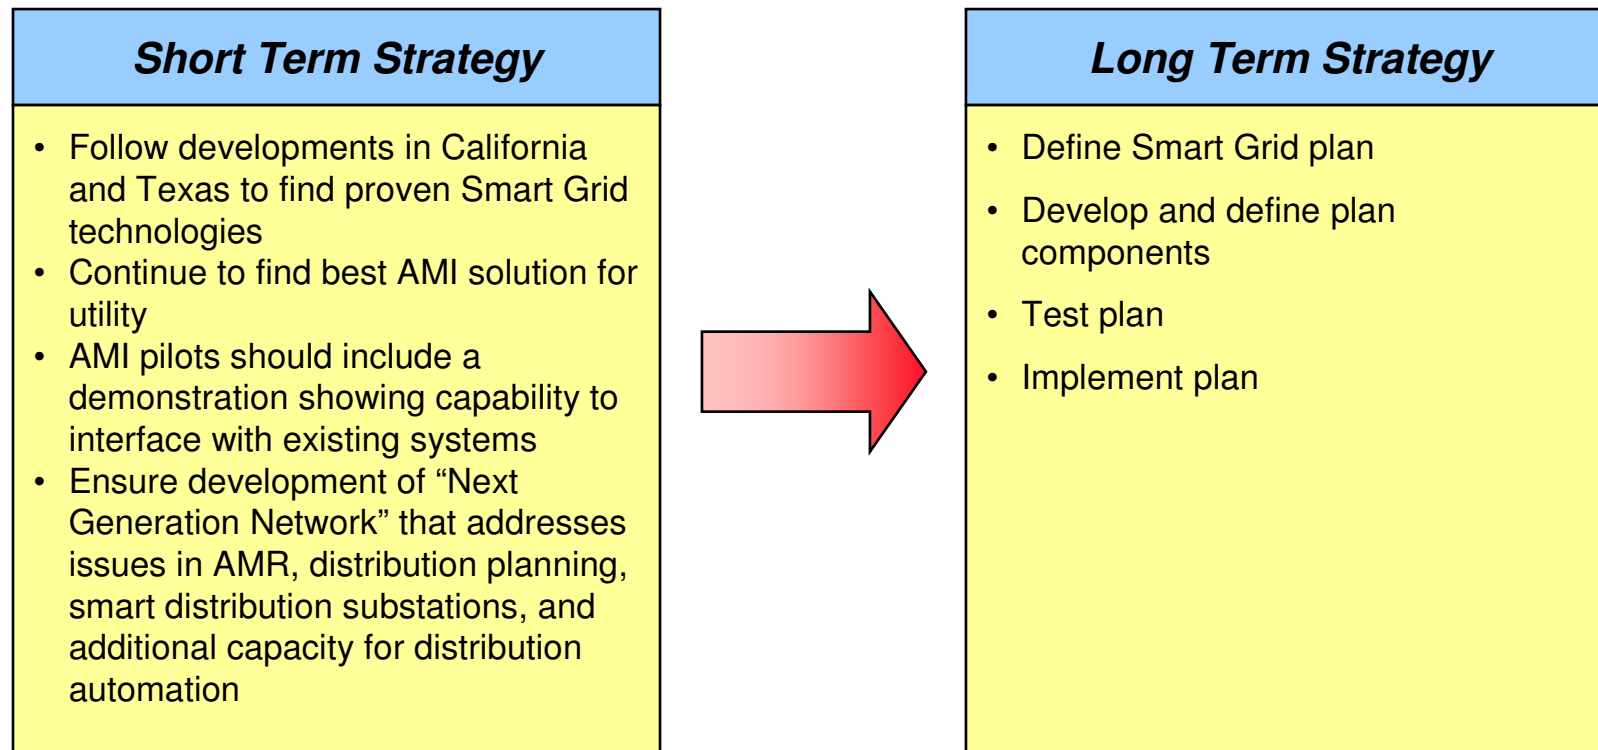 Short Term Strategy
• Follow developments in California
and Texas to find proven Smart Grid
technologies
• Continue to find best AMI solution for
utility
• AMI pilots should include a
demonstration showing capability to
interface with existing systems
• Ensure development of “Next
Generation Network” that addresses
issues in AMR, distribution planning,
smart distribution substations, and
additional capacity for distribution
automation
Long Term Strategy
• Define Smart Grid plan
• Develop and define plan
components
• Test plan
• Implement plan